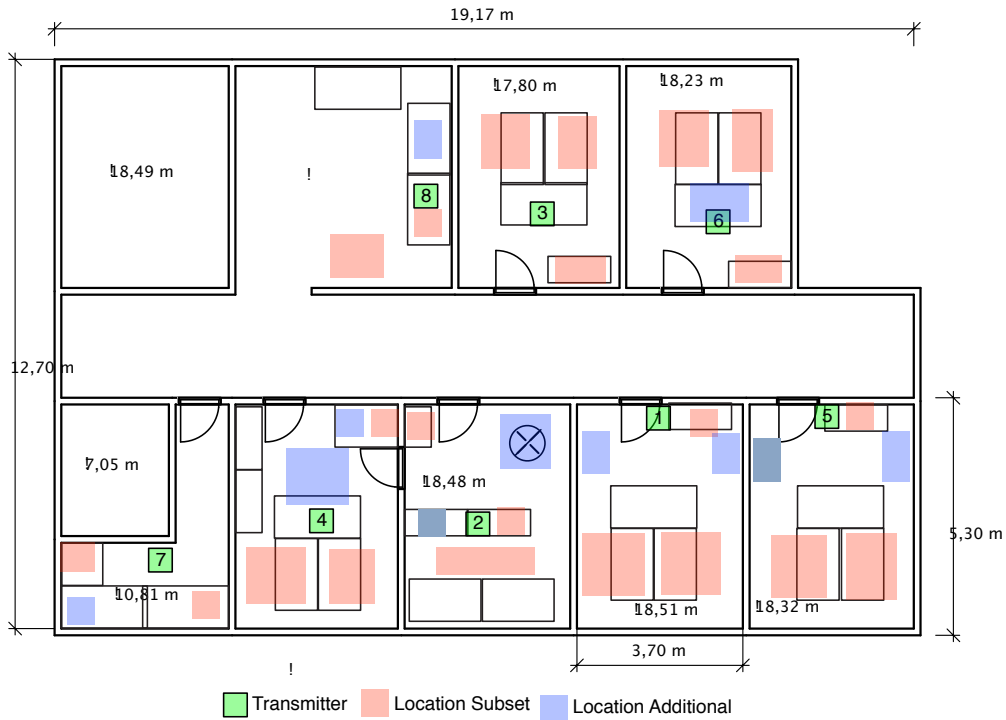 19,17 m
!17,80 m
!18,23 m
!18,49 m
!
8
3
6
12,70 m
1
5
!7,05 m
!18,48 m
4
2
5,30 m
7
!10,81 m
!18,51 m
!18,32 m
3,70 m
!
Transmitter
Location Subset
Location Additional